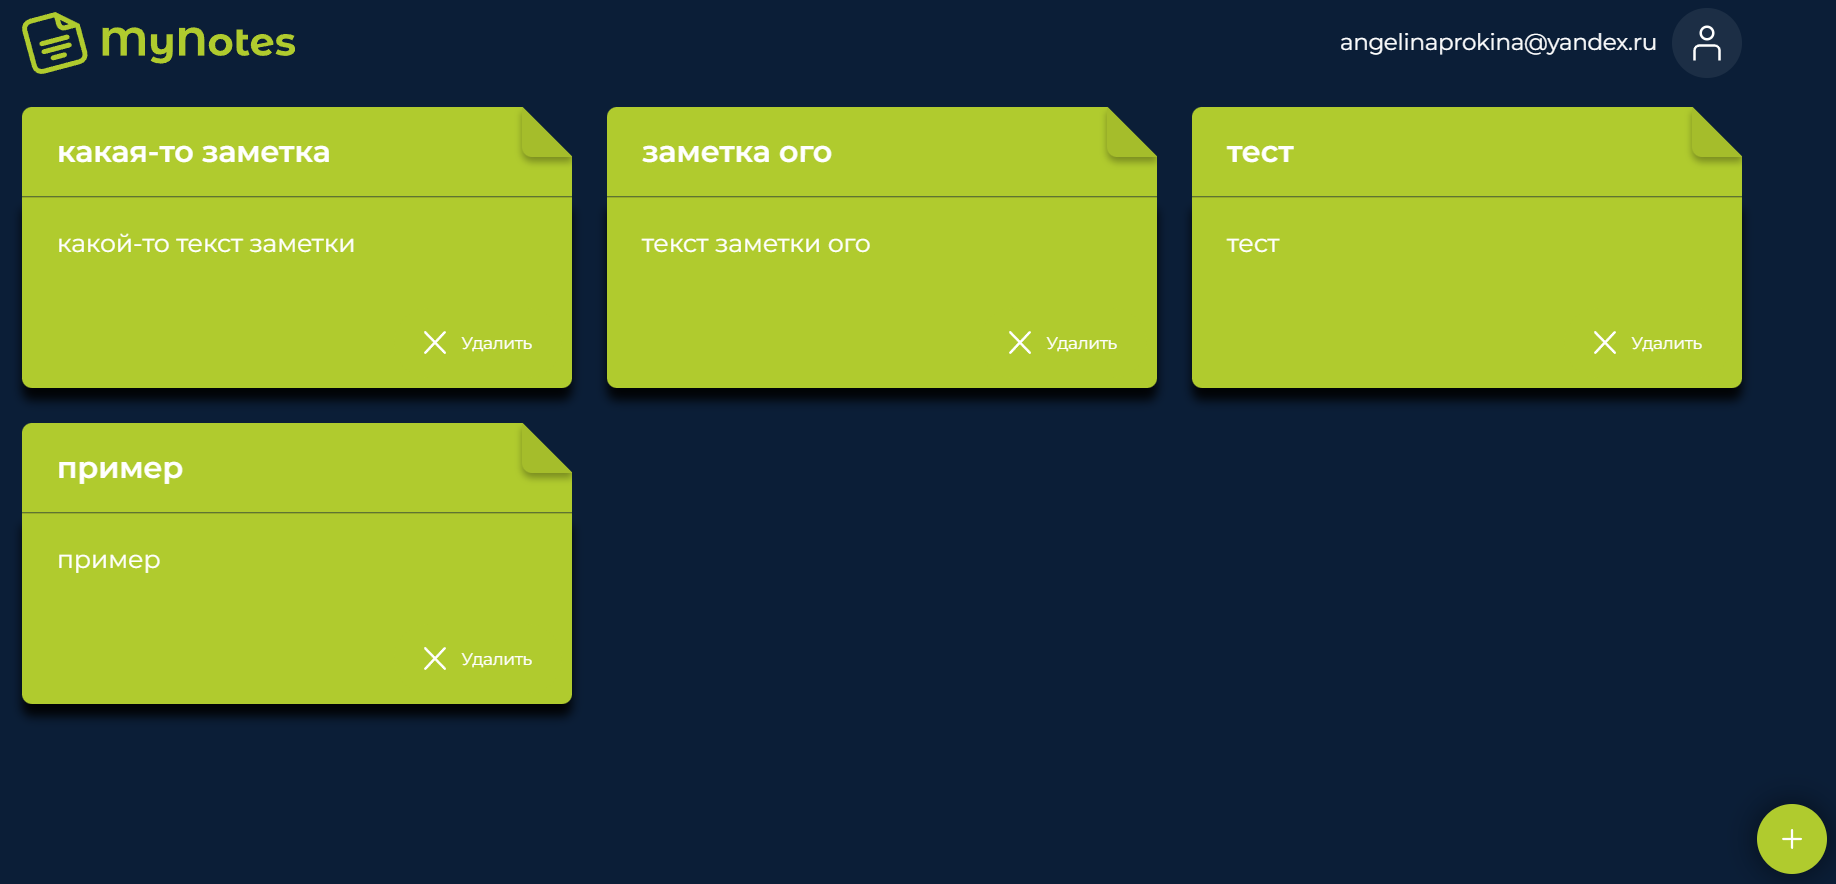 MyNotes
angelinaprokina@yandex.ru
какая-то заметка
какой-то текст заметки
Удалить
заметка ого
текст заметки ого
Удалить
тест
тест
Удалить
пример
пример
Удалить